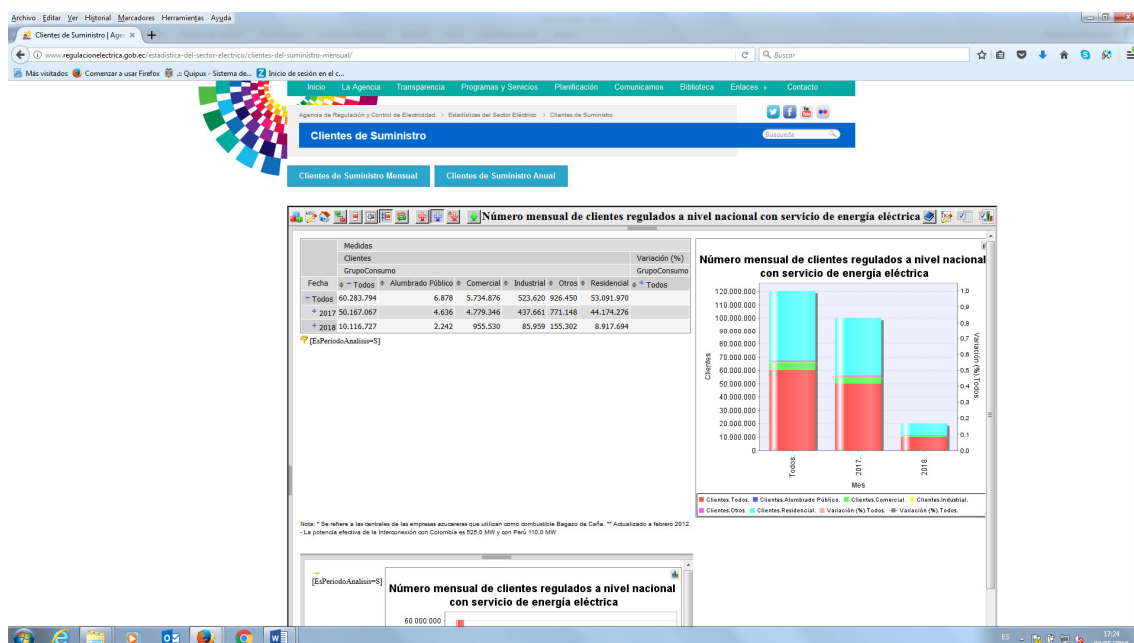 Archivo Editar Ver Historial Marcadores Herramientas Ayuda
Clientes de Suministro | Agen × +
www.regulacionelectrica.gob.ec/estadistica-del-sector-electrico/clientes-del-suministro-mensual/
Buscar
Más visitados Comenzar a usar Firefox .:: Quipux - Sistema de... Inicio de sesión en el c...
Inicio La Agencia Transparencia Programas y Servicios Planificación Comunicamos Biblioteca Enlaces Contacto
Agencia de Regulación y Control de Electricidad > Estadísticas del Sector Eléctrico > Clientes de Suministro
Clientes de Suministro
Busqueda
Clientes de Suministro Mensual Clientes de Suministro Anual
Número mensual de clientes regulados a nivel nacional con servicio de energía eléctrica
Medidas
Clientes Variación (%)
GrupoConsumo GrupoConsumo
Fecha Todos Alumbrado Público Comercial Industrial Otros Residencial Todos
Todos 60.283.794 6.878 5.734.876 523.620 926.450 53.091.970
2017 50.167.067 4.636 4.779.346 437.661 771.148 44.174.276
2018 10.116.727 2.242 955.530 85.959 155.302 8.917.694
[EsPeriodoAnalisis=S]
Número mensual de clientes regulados a nivel nacional
con servicio de energía eléctrica
120.000.000
110.000.000
100.000.000
90.000.000
80.000.000
70.000.000
60.000.000
50.000.000
40.000.000
30.000.000
20.000.000
10.000.000
0
Clientes
1,0
0,9
0,8
0,7
0,6
0,5
0,4
0,3
0,2
0,1
0,0
Variación (%).Todos.
Todos. 2017. 2018.
Mes
Clientes.Todos. Clientes.Alumbrado Público. Clientes.Comercial. Clientes.Industrial.
Clientes.Otros. Clientes.Residencial. Variación (%).Todos. Variación (%).Todos.
Nota: * Se refiere a las centrales de las empresas azucareras que utilizan como combustible Bagazo de Caña. ** Actualizado a febrero 2012.
- La potencia efectiva de la Interconexión con Colombia es 525,0 MW y con Perú 110,0 MW
[EsPeriodoAnalisis=S]
Número mensual de clientes regulados a nivel nacional
con servicio de energía eléctrica
60.000.000
ES 17:24